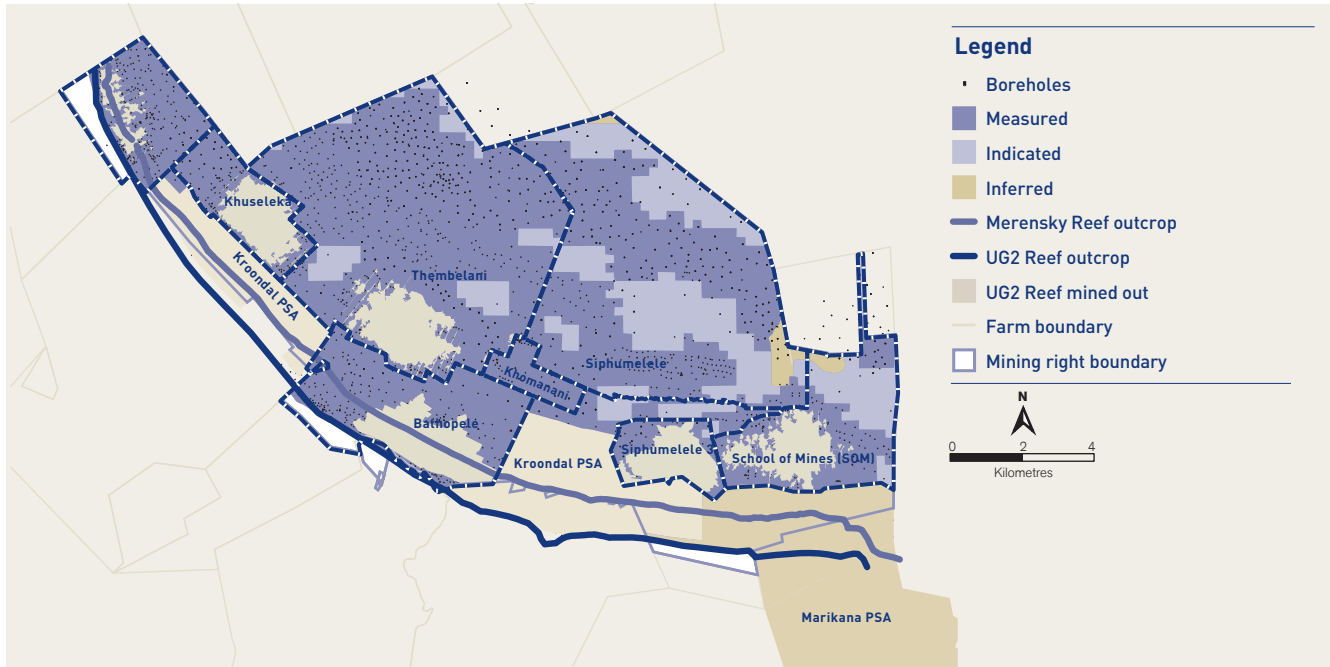 Legend
Boreholes
Measured
Indicated
Inferred
Merensky Reef outcrop
UG2 Reef outcrop
UG2 Reef mined out
Farm boundary
Mining right boundary
N
0 2 4
Kilometres
Khuseleka
Kroondal PSA
Thembelani
Siphumelele
Khomanani
Bathopele
Kroondal PSA
Siphumelele 3
School of Mines (SOM)
Marikana PSA